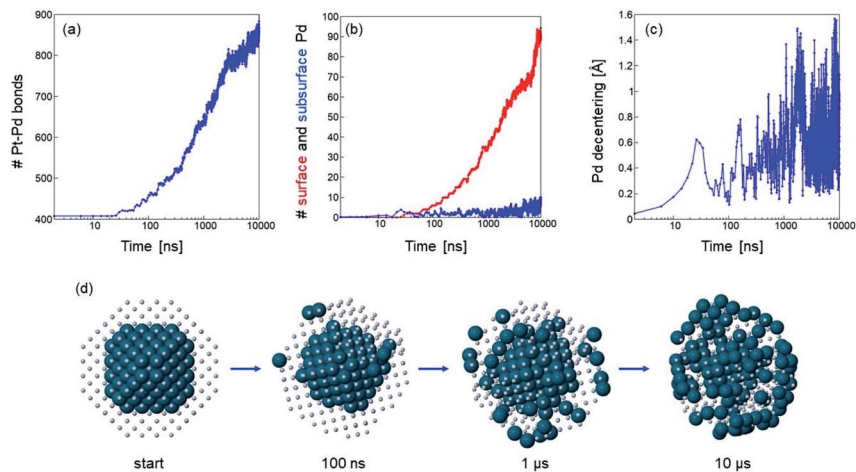 (a)
# Pt-Pd bonds
900
800
700
600
500
400
10
100
1000
10000
Time [ns]
(b)
# surface and subsurface Pd
100
90
80
70
60
50
40
30
20
10
0
10
100
1000
10000
Time [ns]
(c)
Pd decentering [Å]
1.6
1.4
1.2
1
0.8
0.6
0.4
0.2
0
10
100
1000
10000
Time [ns]
(d)
start
100 ns
1 µs
10 µs